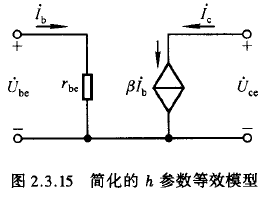 İb
İc
+
+
U̇be
rbe
βİb
U̇ce
−
−
图 2.3.15 简化的 h 参数等效模型